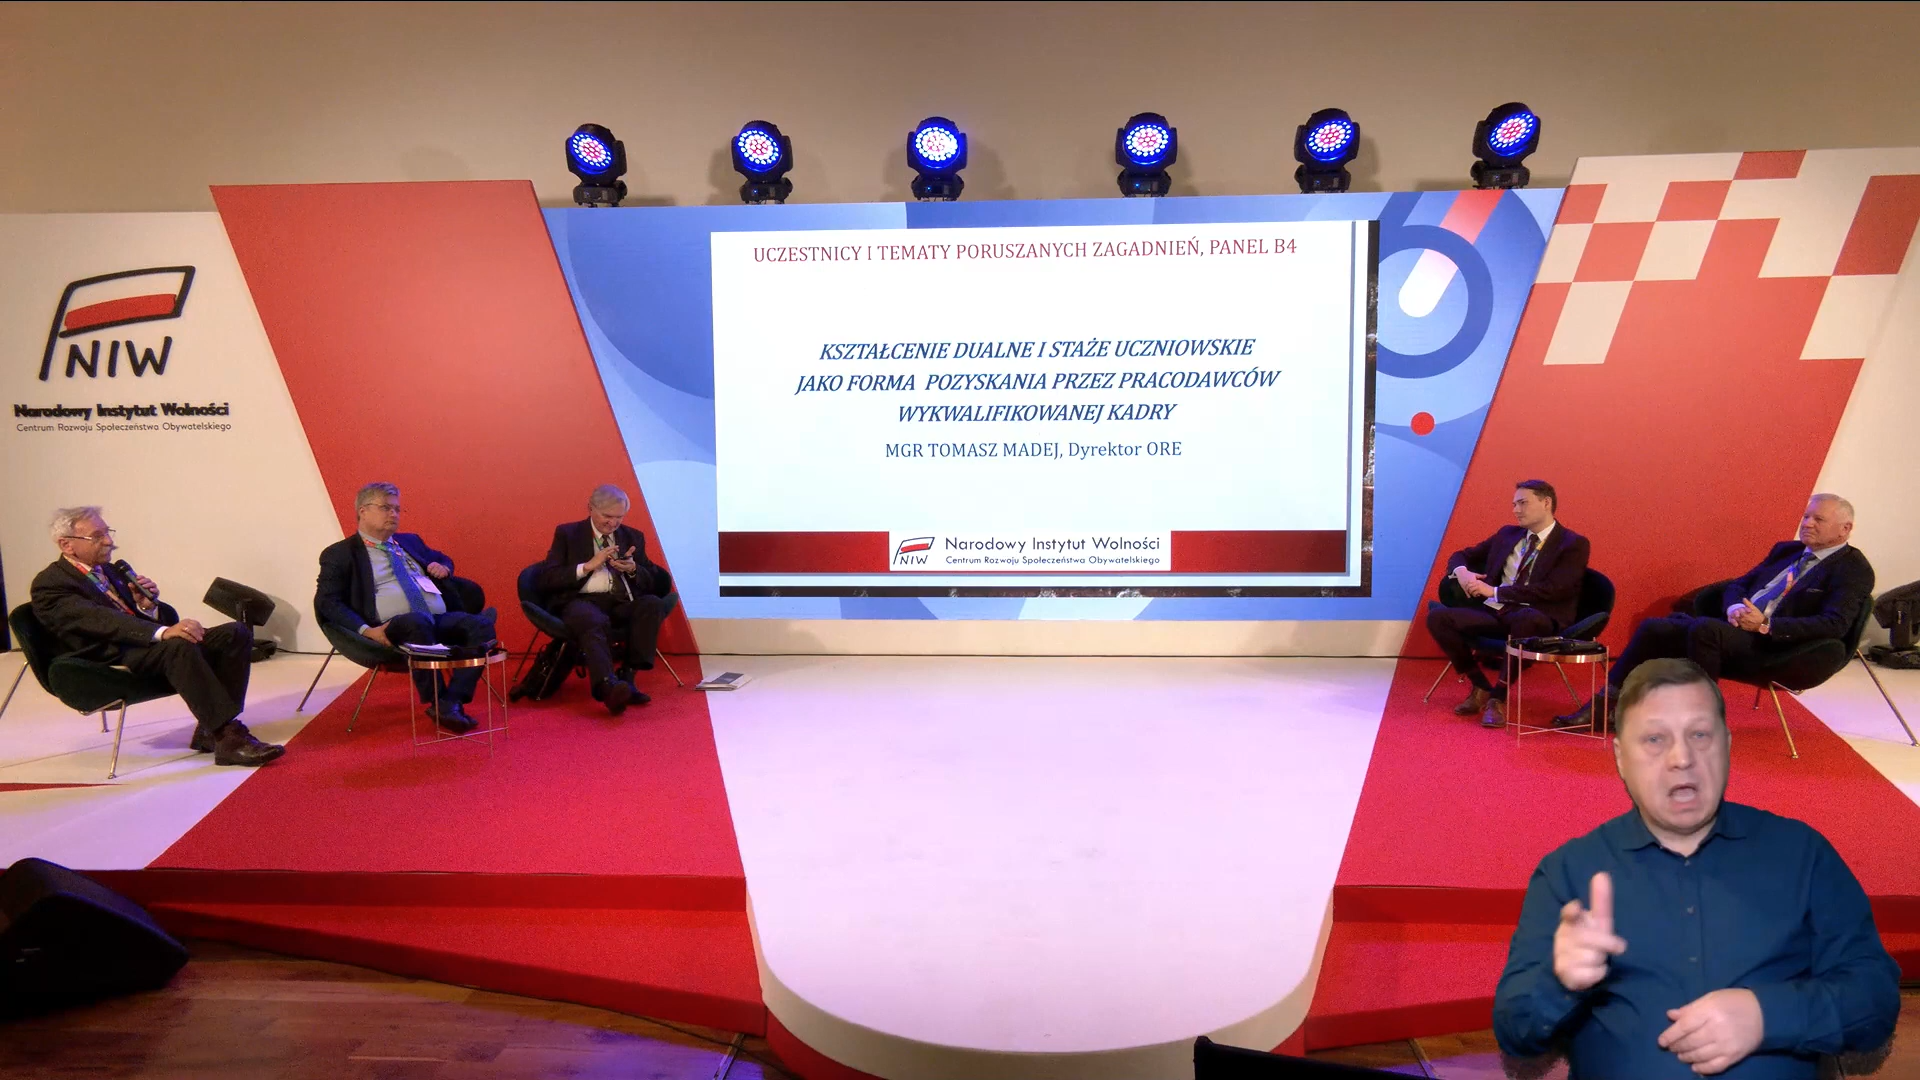 NIW
Narodowy Instytut Wolności
Centrum Rozwoju Społeczeństwa Obywatelskiego
UCZESTNICY I TEMATY PORUSZANYCH ZAGADNIEŃ, PANEL B4
KSZTAŁCENIE DUALNE I STAŻE UCZNIOWSKIE
JAKO FORMA POZYSKANIA PRZEZ PRACODAWCÓW
WYKWALIFIKOWANEJ KADRY
MGR TOMASZ MADEJ, Dyrektor ORE
NIW
Narodowy Instytut Wolności
Centrum Rozwoju Społeczeństwa Obywatelskiego